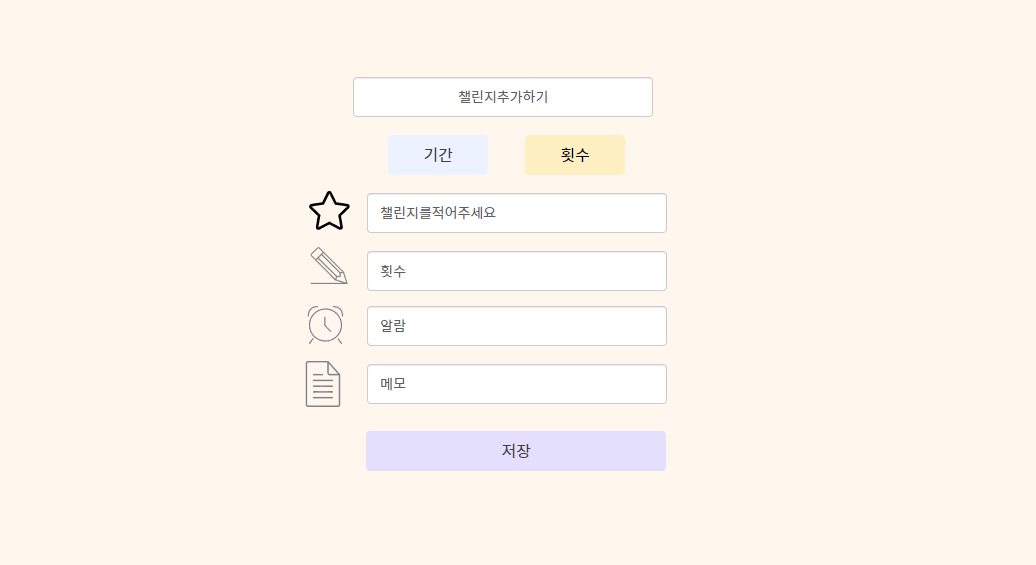 챌린지추가하기
기간
횟수
챌린지를적어주세요
횟수
알람
메모
저장